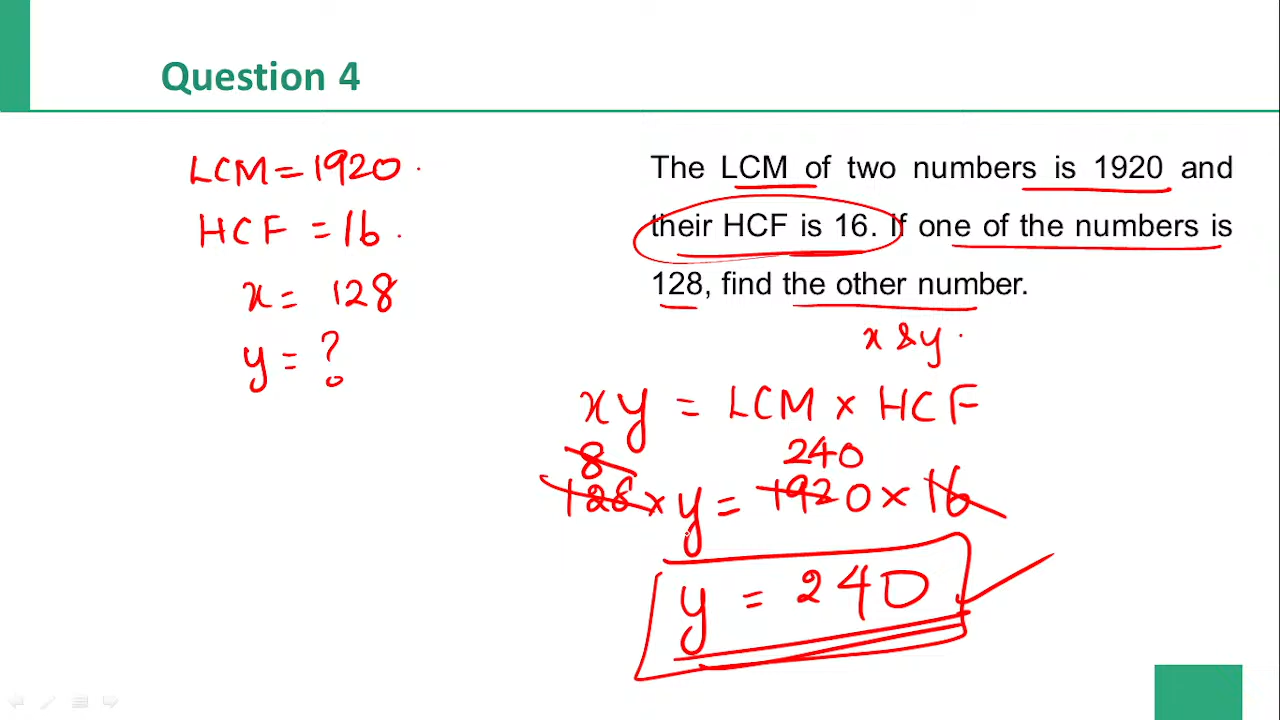 Question 4
LCM = 1920
HCF = 16
x = 128
y = ?
The LCM of two numbers is 1920 and
their HCF is 16. If one of the numbers is
128, find the other number.
x & y
xy = LCM × HCF
8 240
128 × y = 1920 × 16
y = 240